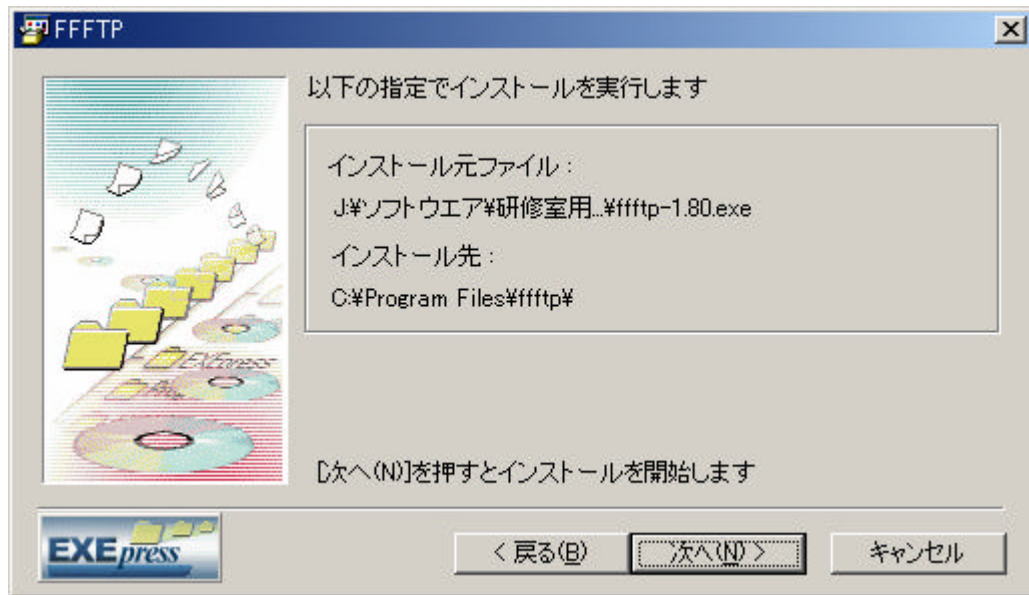 FFFTP
以下の指定でインストールを実行します
インストール元ファイル：
J:¥ソフトウエア¥研修室用...¥ffftp-1.80.exe
インストール先：
C:¥Program Files¥ffftp¥
[次へ(N)]を押すとインストールを開始します
EXEpress
EXEpress
< 戻る(B)
次へ(N) >
キャンセル